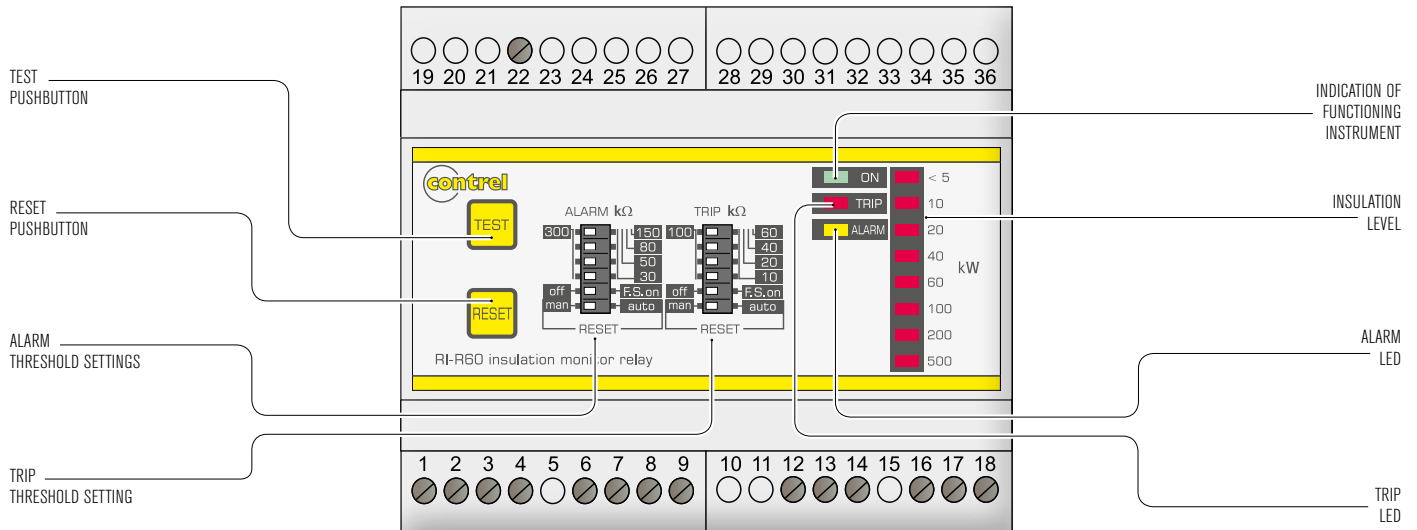 19 20 21 22 23 24 25 26 27 28 29 30 31 32 33 34 35 36
TEST
PUSHBUTTON
RESET
PUSHBUTTON
ALARM
THRESHOLD SETTINGS
TRIP
THRESHOLD SETTING
contrel
TEST
RESET
ALARM kΩ
300
150
80
50
30
off
F.S.on
man
auto
RESET
TRIP kΩ
100
60
40
20
10
off
F.S.on
man
auto
RESET
RI-R60 insulation monitor relay
ON
TRIP
ALARM
< 5
10
20
40
60
100
200
500
kW
INDICATION OF
FUNCTIONING
INSTRUMENT
INSULATION
LEVEL
ALARM
LED
TRIP
LED
1 2 3 4 5 6 7 8 9 10 11 12 13 14 15 16 17 18